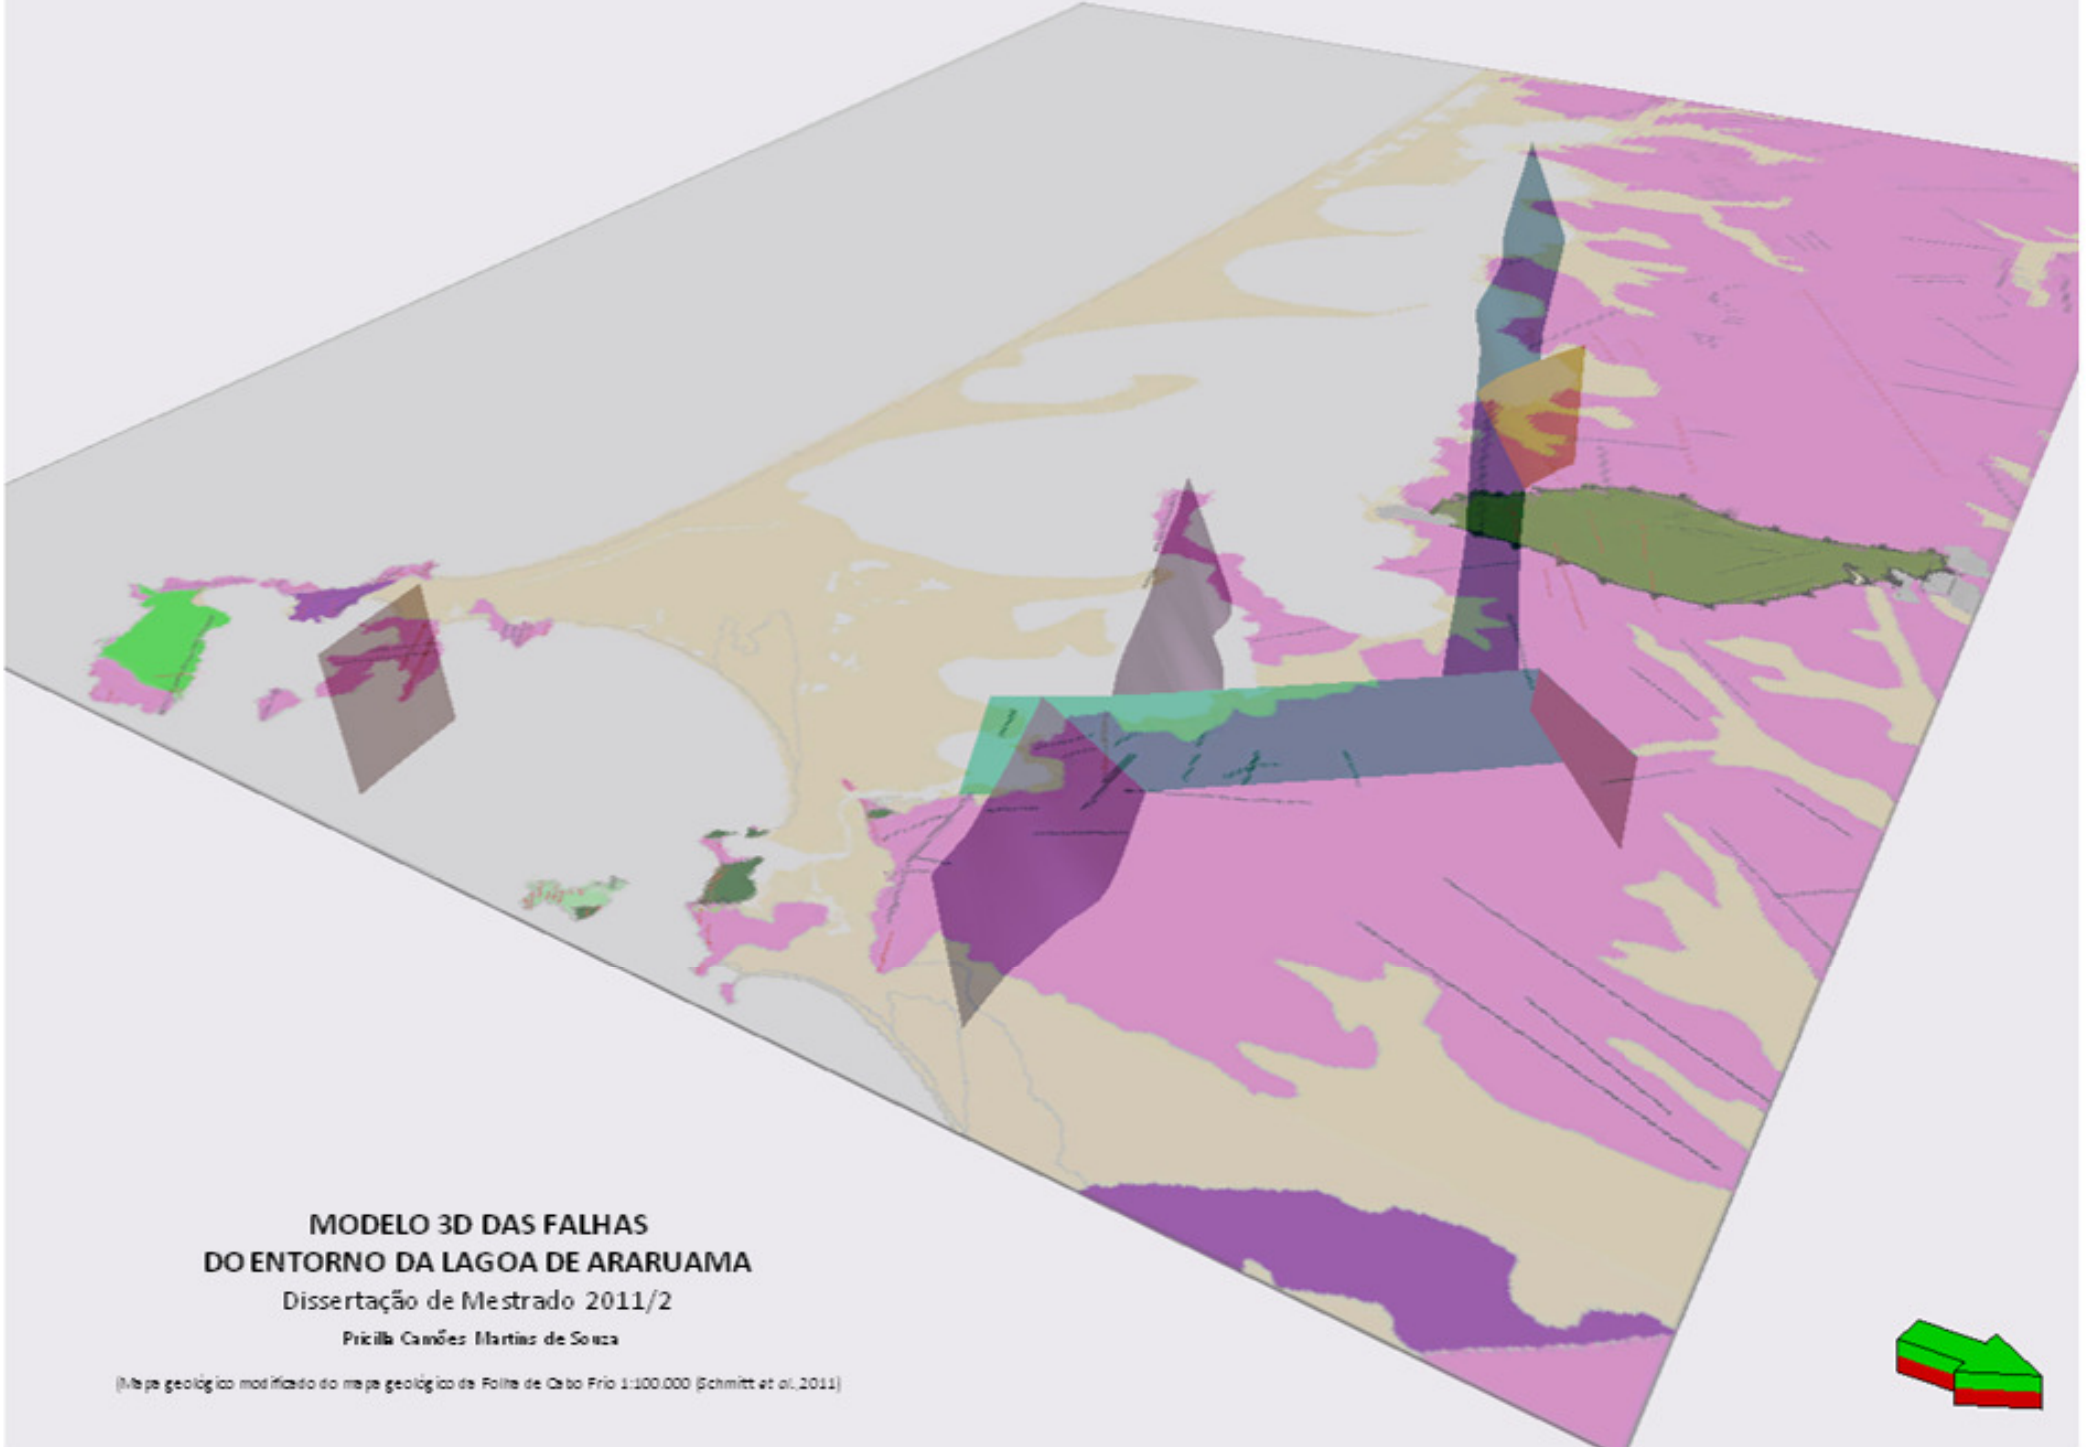 MODELO 3D DAS FALHAS
DO ENTORNO DA LAGOA DE ARARUAMA
Dissertação de Mestrado 2011/2
Pricilla Camões Martins de Souza
(Mapa geológico modificado do mapa geológico da Folha de Cabo Frio 1:100.000 (Schmitt et al.,2011)